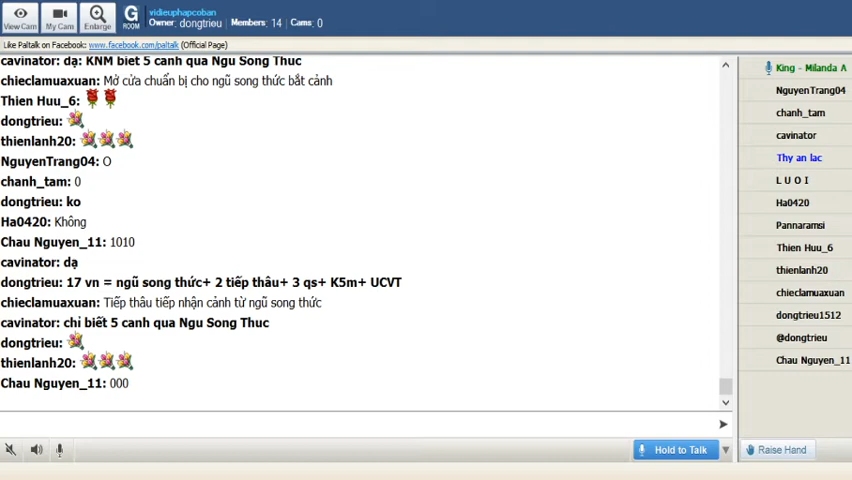 View Cam
My Cam
Enlarge
G
ROOM
vidieuphapcoban
Owner: dongtrieu
Members: 14
Cams: 0
Like Paltalk on Facebook: www.facebook.com/paltalk (Official Page)
cavinator: dạ: KNM biêt 5 canh qua Ngu Song Thuc
chieclamuaxuan: Mở cửa chuẩn bị cho ngũ song thức bắt cảnh
Thien Huu_6:
dongtrieu:
thienlanh20:
NguyenTrang04: O
chanh_tam: 0
dongtrieu: ko
Ha0420: Không
Chau Nguyen_11: 1010
cavinator: dạ
dongtrieu: 17 vn = ngũ song thức+ 2 tiếp thâu+ 3 qs+ K5m+ UCVT
chieclamuaxuan: Tiếp thâu tiếp nhận cảnh từ ngũ song thức
cavinator: chỉ biết 5 canh qua Ngu Song Thuc
dongtrieu:
thienlanh20:
Chau Nguyen_11: 000
Hold to Talk
King - Milanda A
NguyenTrang04
chanh_tam
cavinator
Thy an lac
L U O I
Ha0420
Pannaramsi
Thien Huu_6
thienlanh20
chieclamuaxuan
dongtrieu1512
@dongtrieu
Chau Nguyen_11
Raise Hand